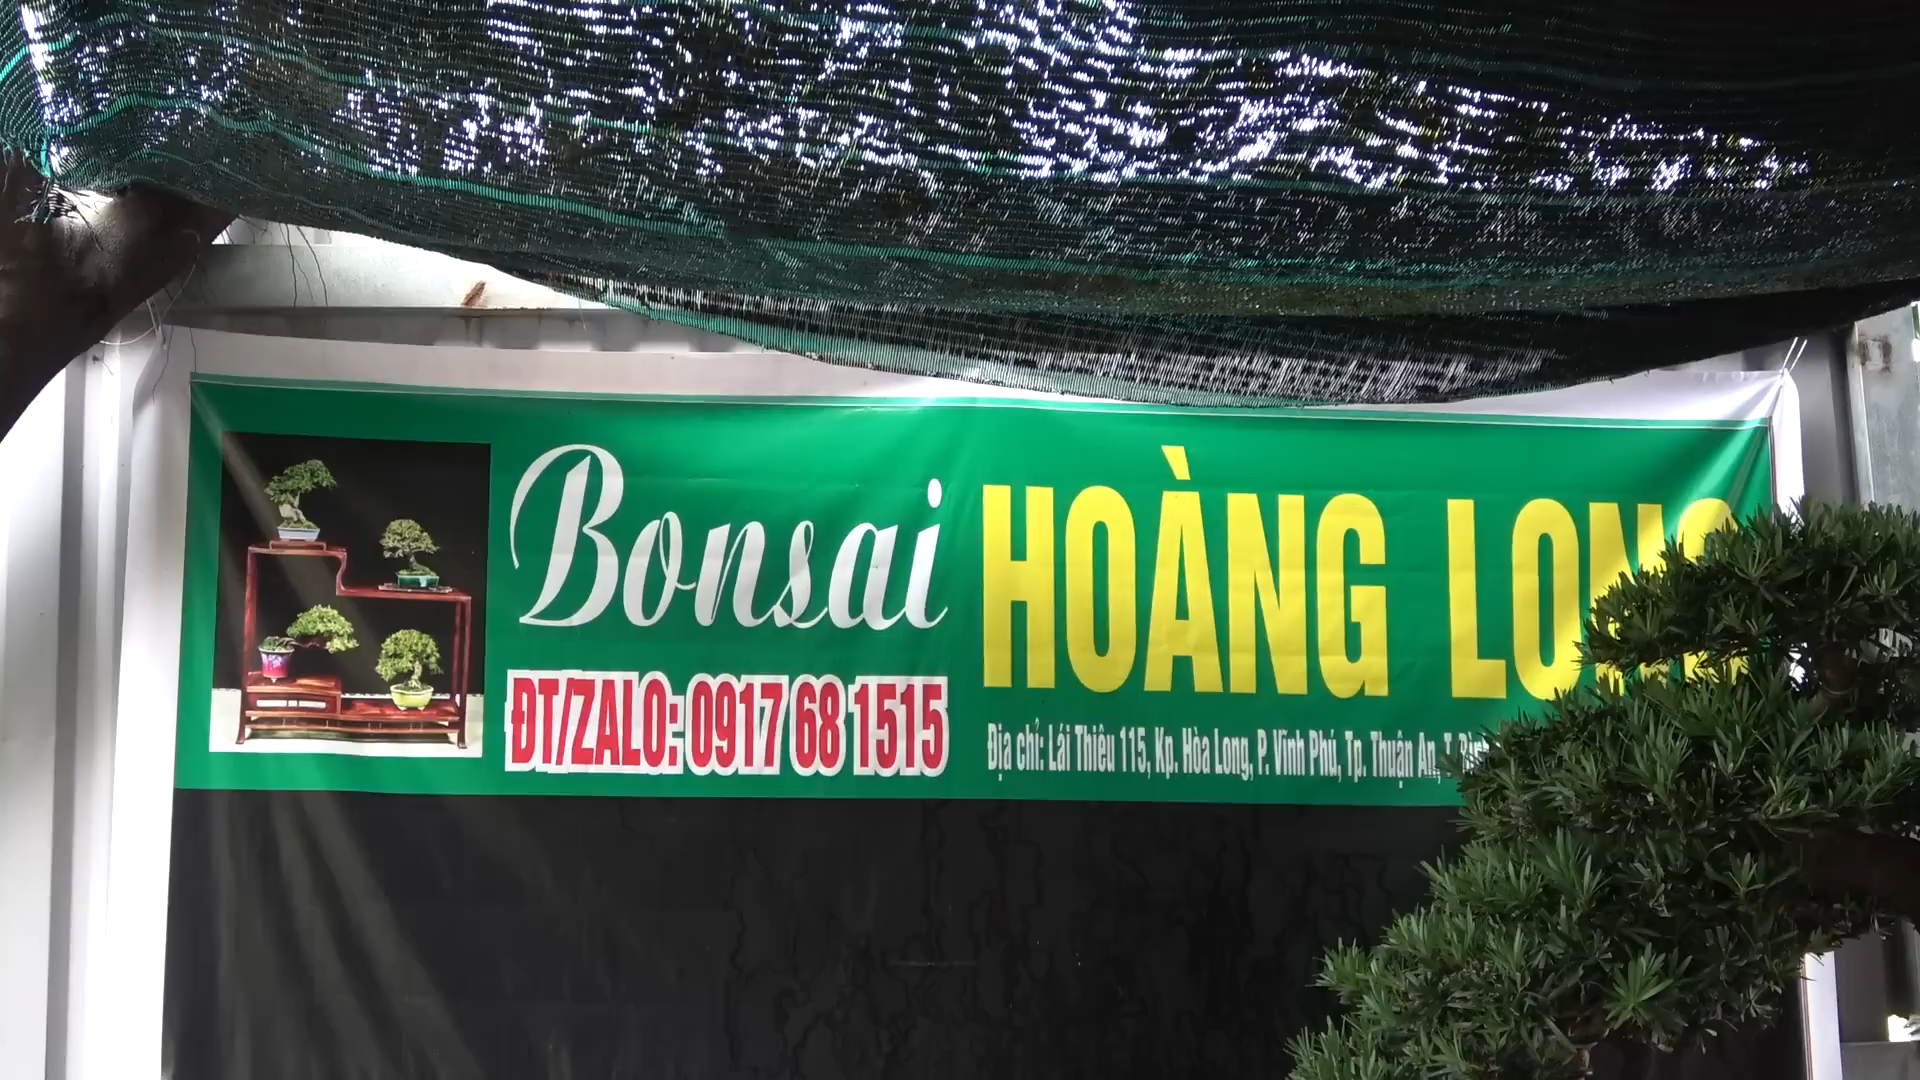 Bonsai HOÀNG LONG
ĐT/ZALO: 0917 68 1515
Địa chỉ: Lái Thiêu 115, Kp. Hòa Long, P. Vĩnh Phú, Tp. Thuận An, T.